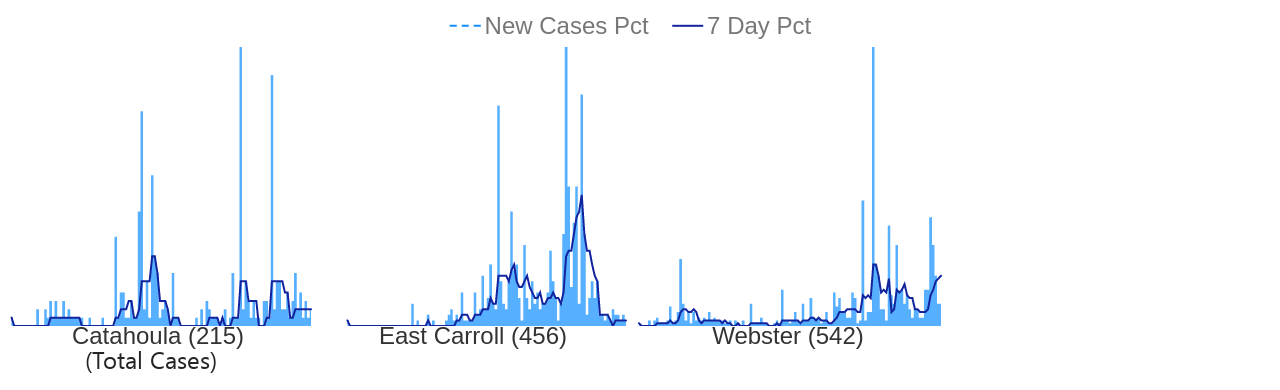 New Cases Pct 7 Day Pct
Catahoula (215) East Carroll (456) Webster (542)
(Total Cases)